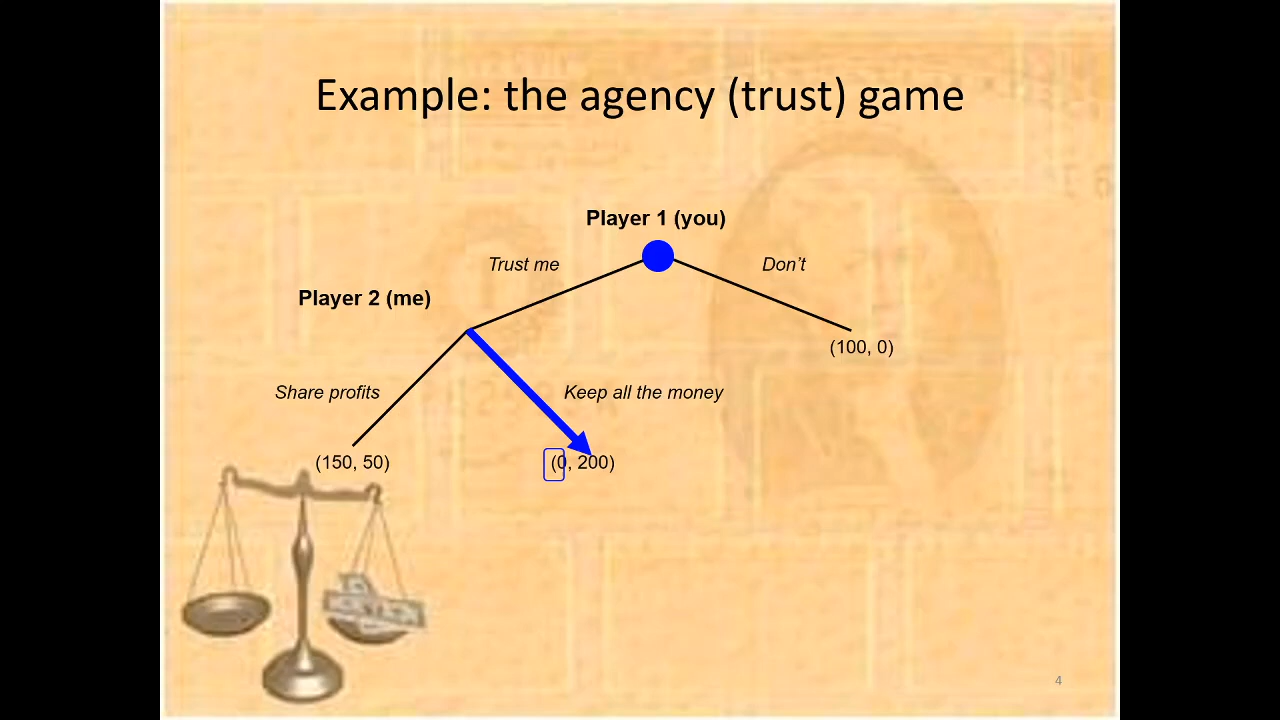 Example: the agency (trust) game
Player 1 (you)
Trust me
Don't
Player 2 (me)
(100, 0)
Share profits
Keep all the money
(150, 50)
(0, 200)
4